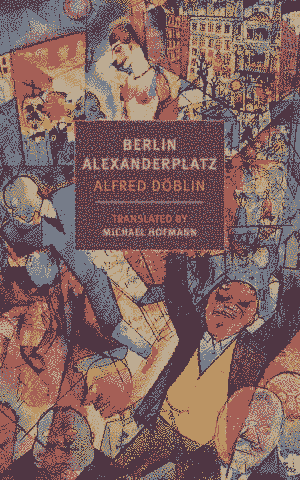 BERLIN
ALEXANDERPLATZ
ALFRED DÖBLIN
TRANSLATED BY
MICHAEL HOFMANN